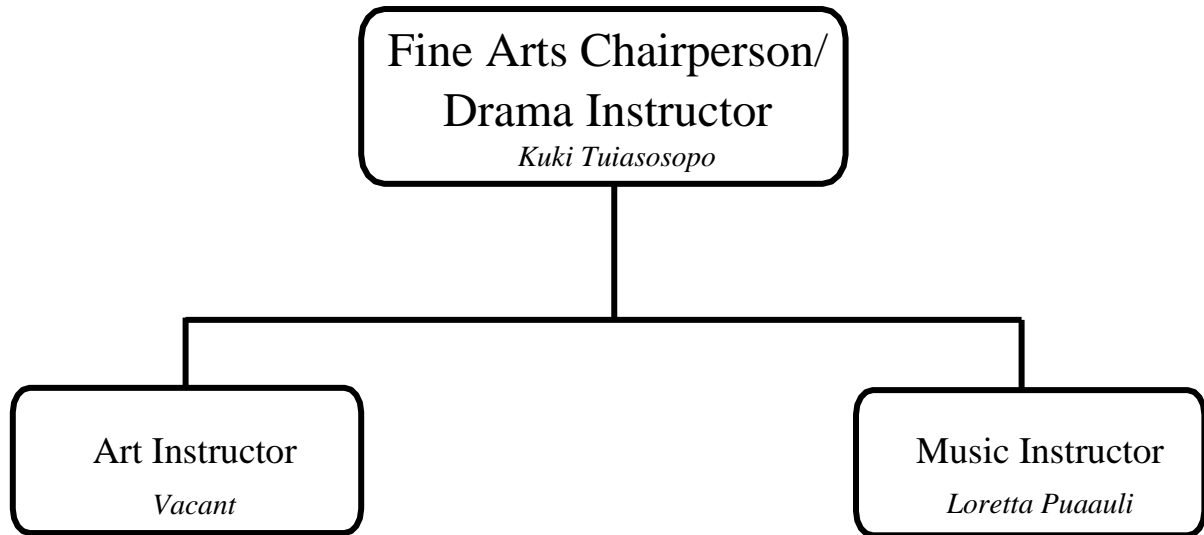 Fine Arts Chairperson/
Drama Instructor
Kuki Tuiasosopo
Art Instructor
Vacant
Music Instructor
Loretta Puaauli